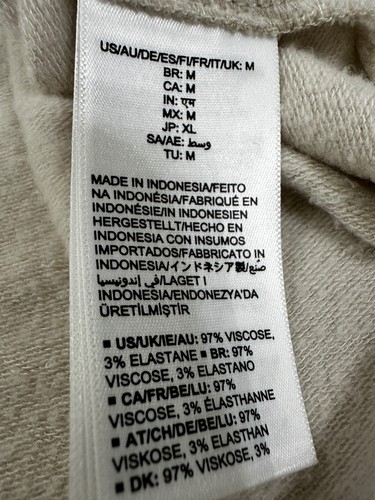 US/AU/DE/ES/FI/FR/IT/UK: M
BR: M
CA: M
IN: एम
MX: M
JP: XL
SA/AE: وسط
TU: M
MADE IN INDONESIA/FEITO
NA INDONÉSIA/FABRIQUÉ EN
INDONÉSIE/IN INDONESIEN
HERGESTELLT/HECHO EN
INDONESIA CON INSUMOS
IMPORTADOS/FABBRICATO IN
INDONESIA/インドネシア製/صُنع
في إندونيسيا/LAGET I
INDONESIA/ENDONEZYA'DA
ÜRETİLMİŞTİR
▪ US/UK/IE/AU: 97% VISCOSE,
3% ELASTANE ▪ BR: 97%
VISCOSE, 3% ELASTANO
▪ CA/FR/BE/LU: 97%
VISCOSE, 3% ÉLASTHANNE
▪ AT/CH/DE/BE/LU: 97%
VISKOSE, 3% ELASTHAN
▪ DK: 97% VISCOSE, 3%